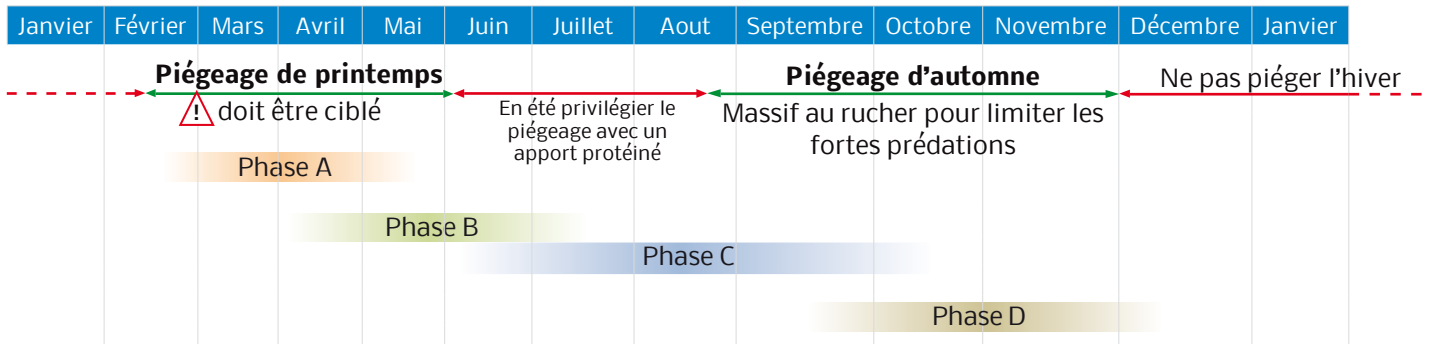 Janvier Février Mars Avril Mai Juin Juillet Aout Septembre Octobre Novembre Décembre Janvier
Piégeage de printemps
! doit être ciblé
En été privilégier le
piégeage avec un
apport protéiné
Piégeage d'automne
Massif au rucher pour limiter les
fortes prédations
Ne pas piéger l'hiver
Phase A
Phase B
Phase C
Phase D